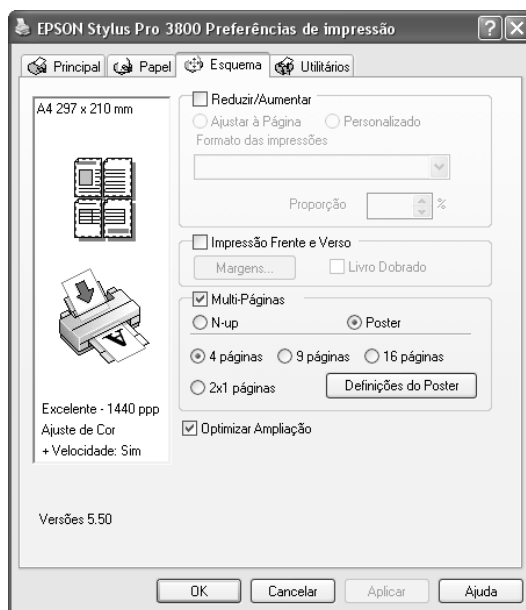 EPSON Stylus Pro 3800 Preferências de impressão
Principal Papel Esquema Utilitários
A4 297 x 210 mm
Excelente - 1440 ppp
Ajuste de Cor
+ Velocidade: Sim
Versões 5.50
Reduzir/Aumentar
Ajustar à Página Personalizado
Formato das impressões
Proporção %
Impressão Frente e Verso
Margens... Livro Dobrado
Multi-Páginas
N-up Poster
4 páginas 9 páginas 16 páginas
2x1 páginas Definições do Poster
Optimizar Ampliação
OK Cancelar Aplicar Ajuda